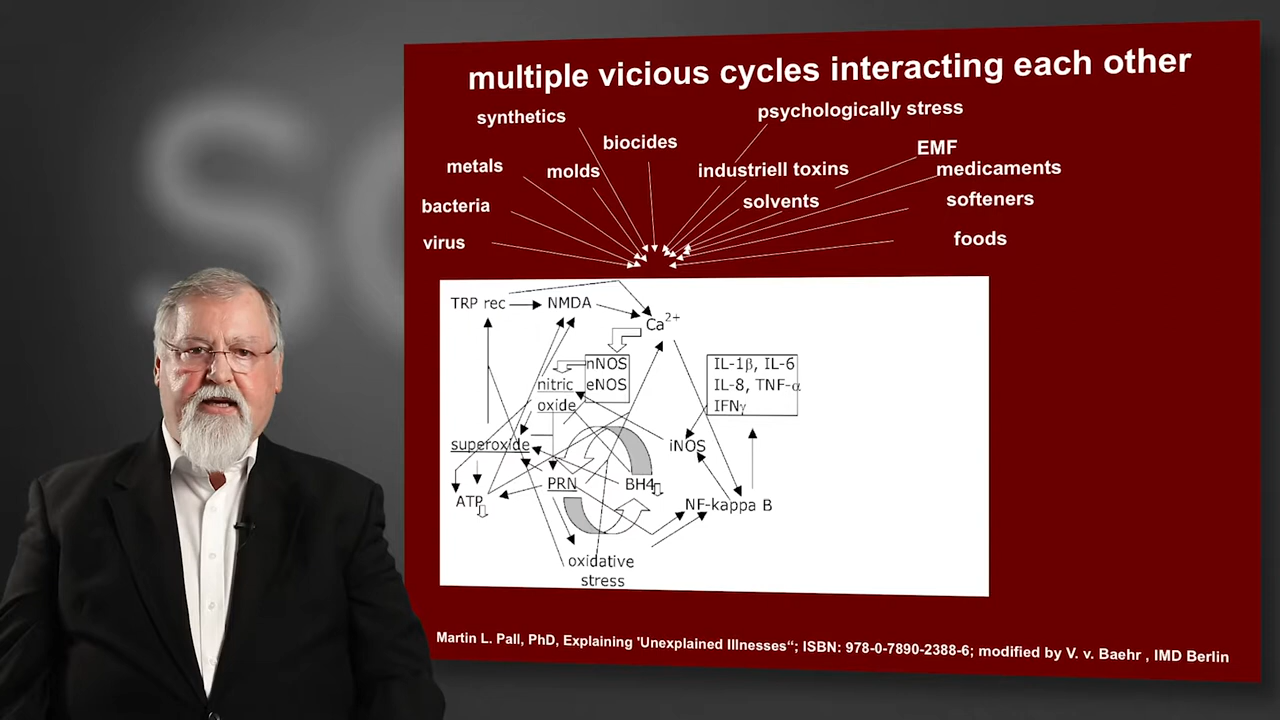 multiple vicious cycles interacting each other
synthetics
psychologically stress
biocides
EMF
metals
molds
industriell toxins
medicaments
bacteria
solvents
softeners
virus
foods
TRP rec
NMDA
Ca2+
nNOS
eNOS
IL-1β, IL-6
IL-8, TNF-α
IFNγ
nitric
oxide
superoxide
iNOS
ATP
PRN
BH4
NF-kappa B
oxidative
stress
Martin L. Pall, PhD, Explaining 'Unexplained Illnesses“; ISBN: 978-0-7890-2388-6; modified by V. v. Baehr , IMD Berlin